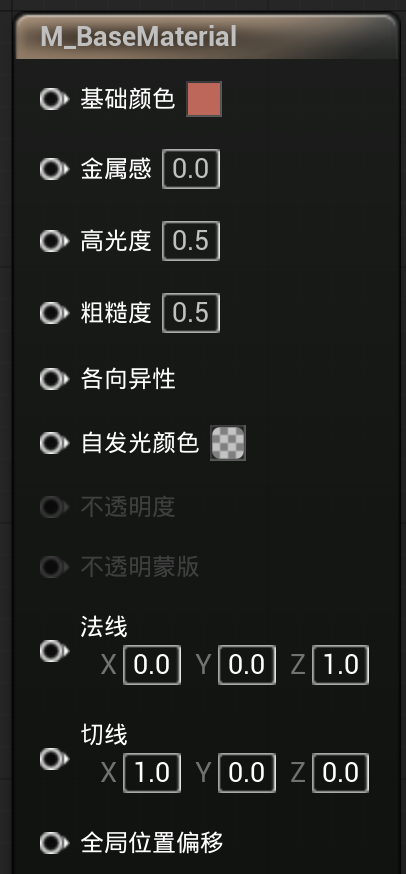 M_BaseMaterial
基础颜色
金属感 0.0
高光度 0.5
粗糙度 0.5
各向异性
自发光颜色
不透明度
不透明蒙版
法线
X 0.0 Y 0.0 Z 1.0
切线
X 1.0 Y 0.0 Z 0.0
全局位置偏移